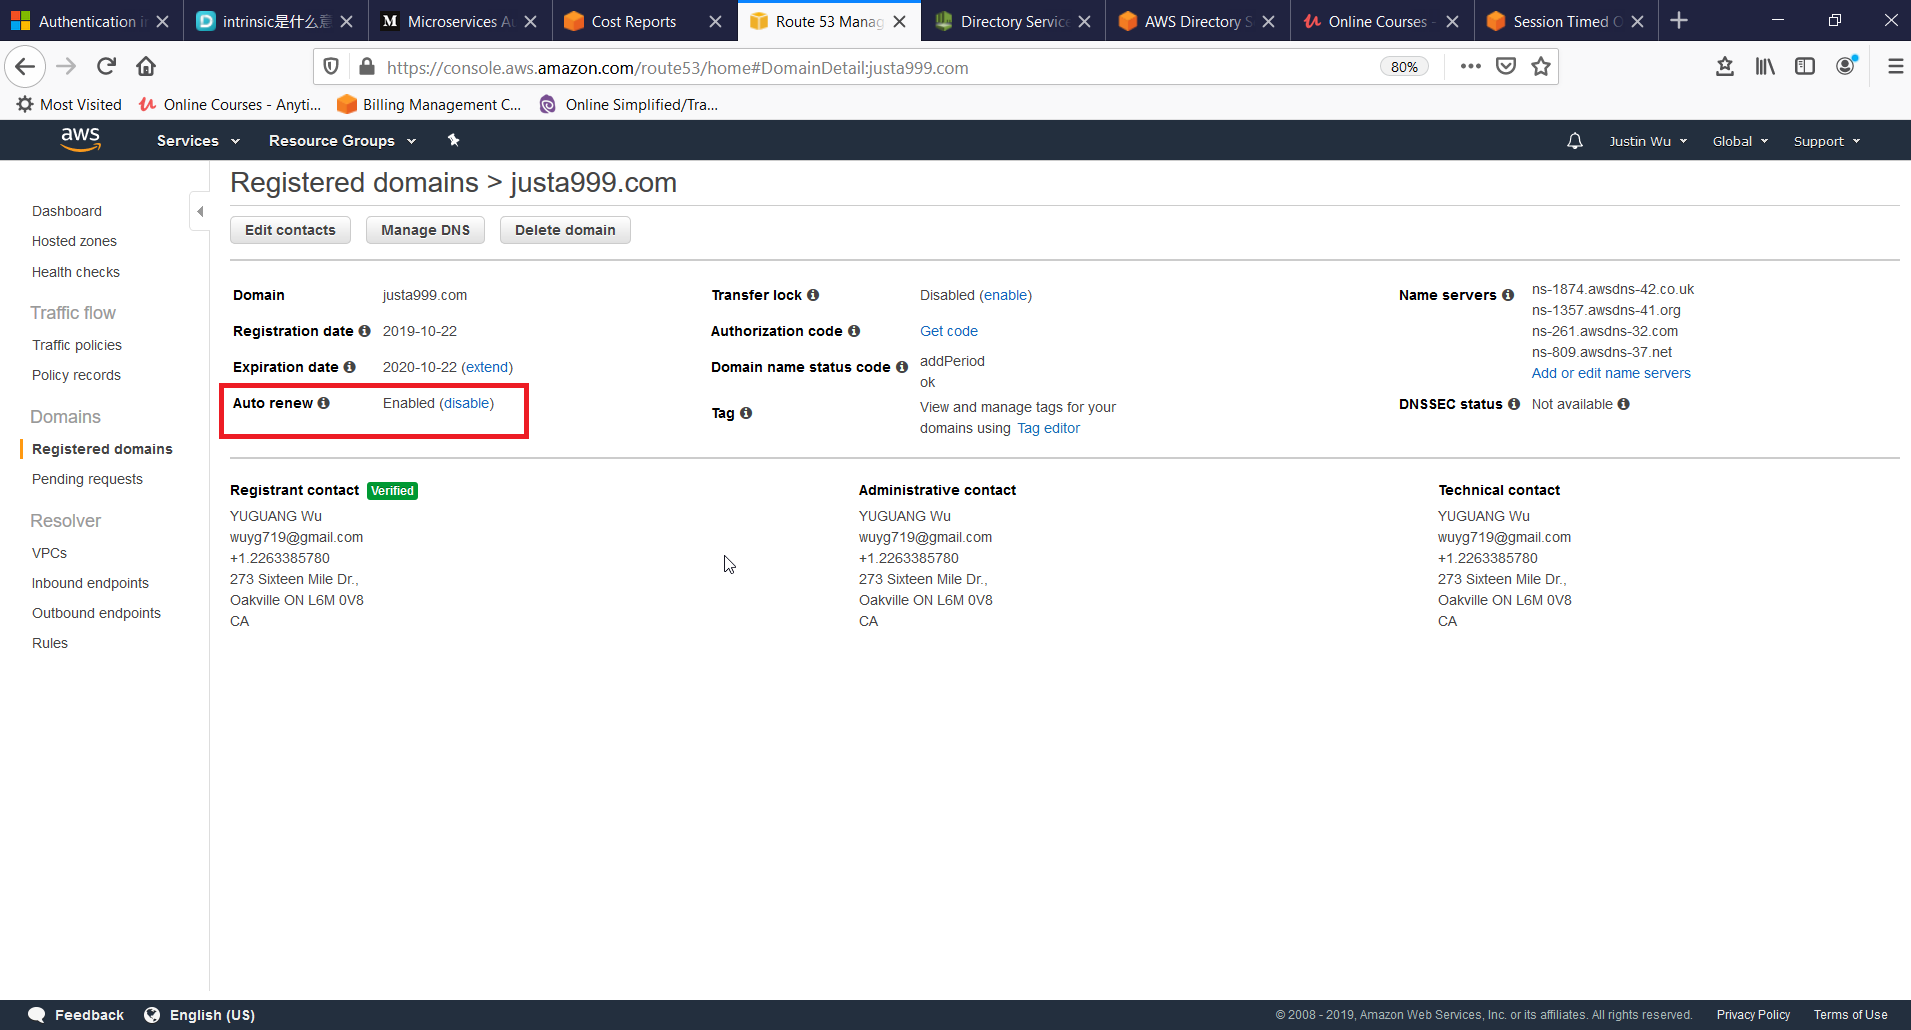 Authentication i
intrinsic是什么意
Microservices A
Cost Reports
Route 53 Manag
Directory Service
AWS Directory S
Online Courses -
Session Timed O
https://console.aws.amazon.com/route53/home#DomainDetail:justa999.com
80%
Most Visited
Online Courses - Anyti...
Billing Management C...
Online Simplified/Tra...
aws
Services
Resource Groups
Justin Wu
Global
Support
Registered domains > justa999.com
Edit contacts
Manage DNS
Delete domain
Dashboard
Hosted zones
Health checks
Traffic flow
Traffic policies
Policy records
Domains
Registered domains
Pending requests
Resolver
VPCs
Inbound endpoints
Outbound endpoints
Rules
Domain justa999.com
Registration date 2019-10-22
Expiration date 2020-10-22 (extend)
Auto renew Enabled (disable)
Transfer lock Disabled (enable)
Authorization code Get code
Domain name status code addPeriod
ok
Tag View and manage tags for your
domains using Tag editor
Name servers ns-1874.awsdns-42.co.uk
ns-1357.awsdns-41.org
ns-261.awsdns-32.com
ns-809.awsdns-37.net
Add or edit name servers
DNSSEC status Not available
Registrant contact Verified
YUGUANG Wu
wuyg719@gmail.com
+1.2263385780
273 Sixteen Mile Dr.,
Oakville ON L6M 0V8
CA
Administrative contact
YUGUANG Wu
wuyg719@gmail.com
+1.2263385780
273 Sixteen Mile Dr.,
Oakville ON L6M 0V8
CA
Technical contact
YUGUANG Wu
wuyg719@gmail.com
+1.2263385780
273 Sixteen Mile Dr.,
Oakville ON L6M 0V8
CA
Feedback
English (US)
© 2008 - 2019, Amazon Web Services, Inc. or its affiliates. All rights reserved.
Privacy Policy
Terms of Use